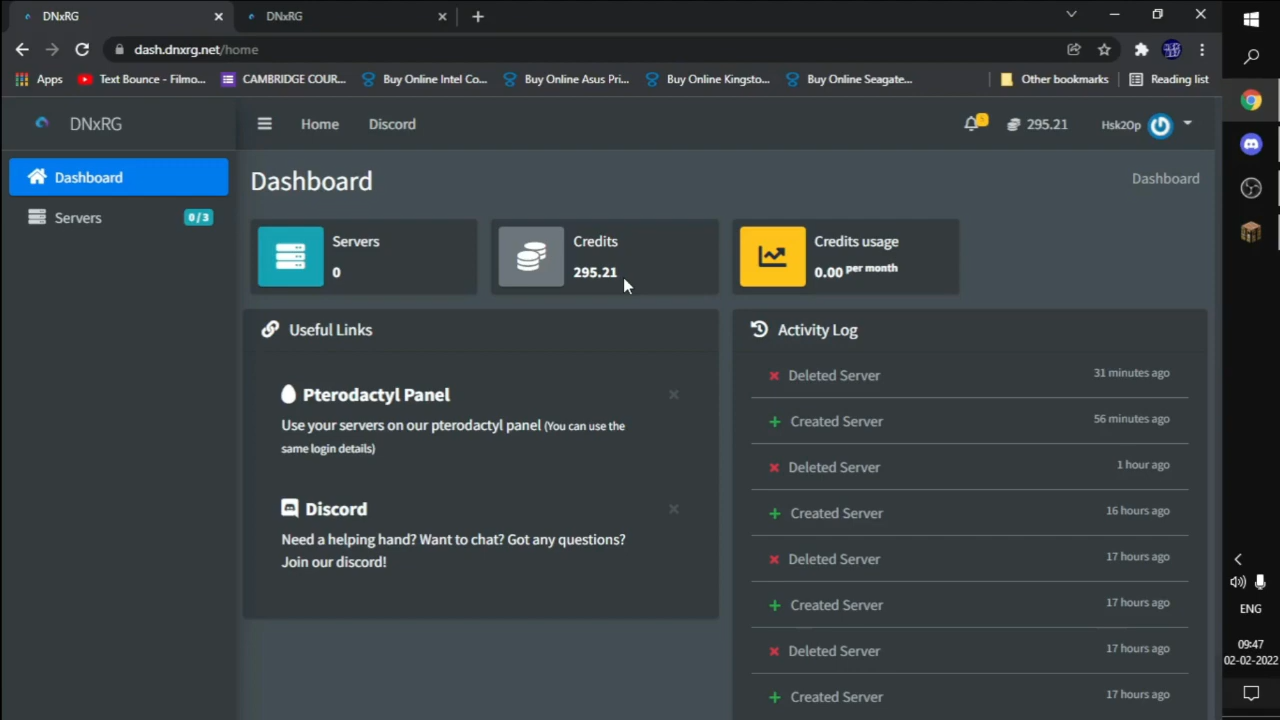 DNxRG
DNxRG
dash.dnxrg.net/home
Apps
Text Bounce - Filmo...
CAMBRIDGE COUR...
Buy Online Intel Co...
Buy Online Asus Pri...
Buy Online Kingsto...
Buy Online Seagate...
Other bookmarks
Reading list
DNxRG
Home
Discord
5
295.21
Hsk2Op
Dashboard
Servers
0/3
Dashboard
Dashboard
Servers
0
Credits
295.21
Credits usage
0.00 per month
Useful Links
Pterodactyl Panel
Use your servers on our pterodactyl panel (You can use the
same login details)
Discord
Need a helping hand? Want to chat? Got any questions?
Join our discord!
Activity Log
Deleted Server
31 minutes ago
Created Server
56 minutes ago
Deleted Server
1 hour ago
Created Server
16 hours ago
Deleted Server
17 hours ago
Created Server
17 hours ago
Deleted Server
17 hours ago
Created Server
17 hours ago
ENG
09:47
02-02-2022